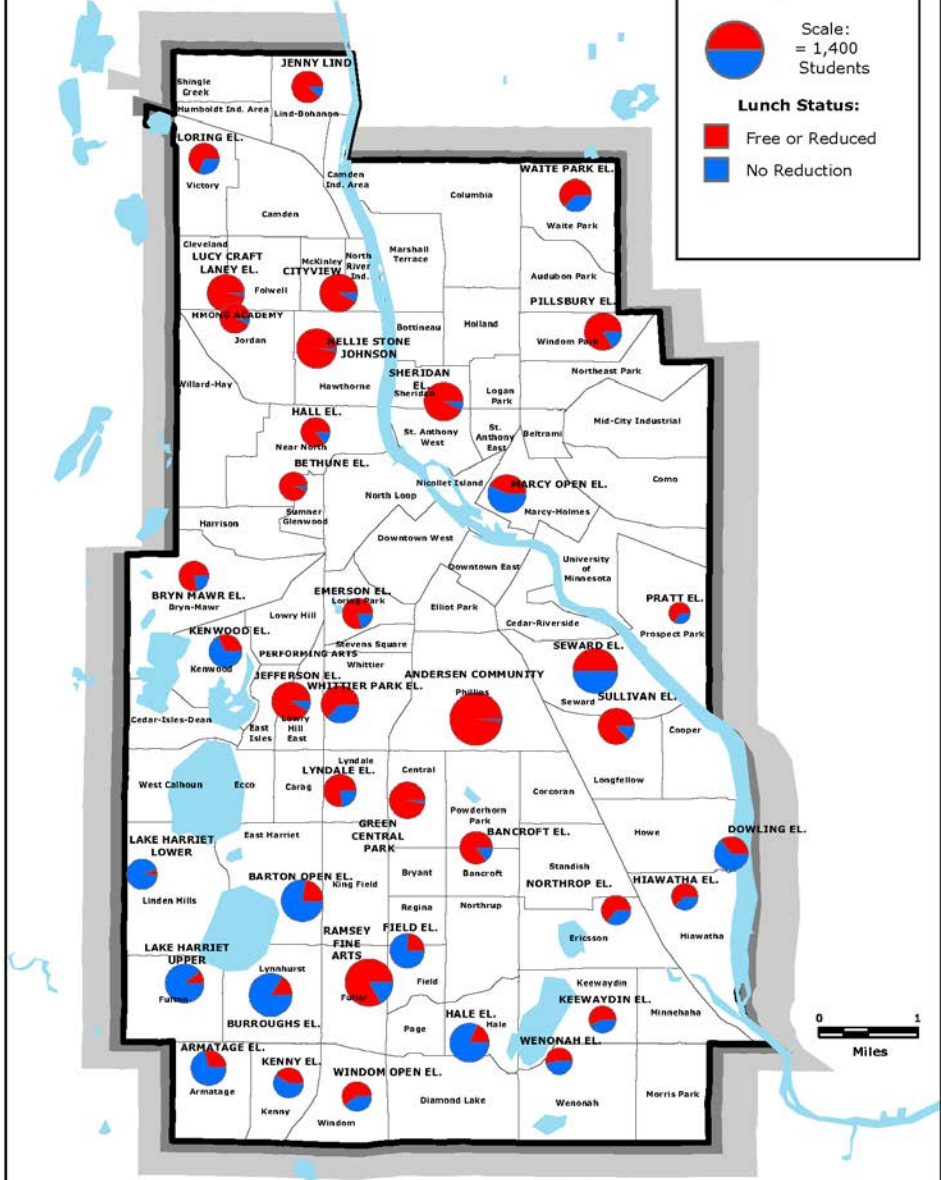 Scale:
= 1,400
Students
Lunch Status:
Free or Reduced
No Reduction
JENNY LIND
Shingle
Creek
Humboldt Ind. Area
Lind-Bohanon
LORING EL.
Victory
Camden
Ind. Area
Camden
Columbia
WAITE PARK EL.
Waite Park
Cleveland
LUCY CRAFT
LANEY EL.
Folwell
McKinley
CITYVIEW
North
River
Ind.
Marshall
Terrace
Audubon Park
PILLSBURY EL.
Windom Park
HMONG ACADEMY
Jordan
NELLIE STONE
JOHNSON
Hawthorne
Bottineau
Holland
Northeast Park
Willard-Hay
SHERIDAN
EL.
Sheridan
Logan
Park
Mid-City Industrial
HALL EL.
Near North
St. Anthony
West
St.
Anthony
East
Beltrami
BETHUNE EL.
Sumner
Glenwood
North Loop
Nicollet Island
MARCY OPEN EL.
Marcy-Holmes
Como
Harrison
Downtown West
Downtown East
University
of
Minnesota
BRYN MAWR EL.
Bryn-Mawr
EMERSON EL.
Loring Park
Lowry Hill
Elliot Park
Cedar-Riverside
PRATT EL.
Prospect Park
KENWOOD EL.
Kenwood
Stevens Square
PERFORMING ARTS
Whittier
SEWARD EL.
Seward
JEFFERSON EL.
WHITTIER PARK EL.
ANDERSEN COMMUNITY
Phillips
SULLIVAN EL.
Cedar-Isles-Dean
East
Isles
Lowry
Hill
East
Cooper
West Calhoun
Ecco
Carag
Lyndale
LYNDALE EL.
Central
Corcoran
Longfellow
GREEN
CENTRAL
PARK
Powderhorn
Park
BANCROFT EL.
Bancroft
Howe
DOWLING EL.
LAKE HARRIET
LOWER
Linden Hills
East Harriet
BARTON OPEN EL.
King Field
Bryant
Standish
NORTHROP EL.
HIAWATHA EL.
Hiawatha
Regina
Northrup
Ericsson
LAKE HARRIET
UPPER
Fulton
Lynnhurst
BURROUGHS EL.
RAMSEY
FINE
ARTS
Fuller
FIELD EL.
Field
Keewaydin
KEEWAYDIN EL.
Minnehaha
Page
HALE EL.
Hale
WENONAH EL.
Wenonah
0 1
Miles
ARMATAGE EL.
Armatage
KENNY EL.
Kenny
WINDOM OPEN EL.
Windom
Diamond Lake
Morris Park